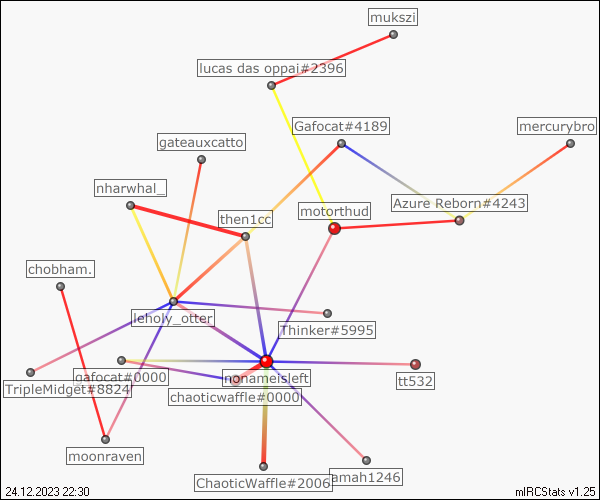 mukszi
lucas das oppai#2396
Gafocat#4189
mercurybro
gateauxcatto
nharwhal_
Azure Reborn#4243
motorthud
then1cc
chobham.
leholy_otter
Thinker#5995
gafocat#0000
nonameisleft
tt532
TripleMidget#8824
chaoticwaffle#0000
moonraven
ChaoticWaffle#2006
amah1246
24.12.2023 22:30
mIRCStats v1.25